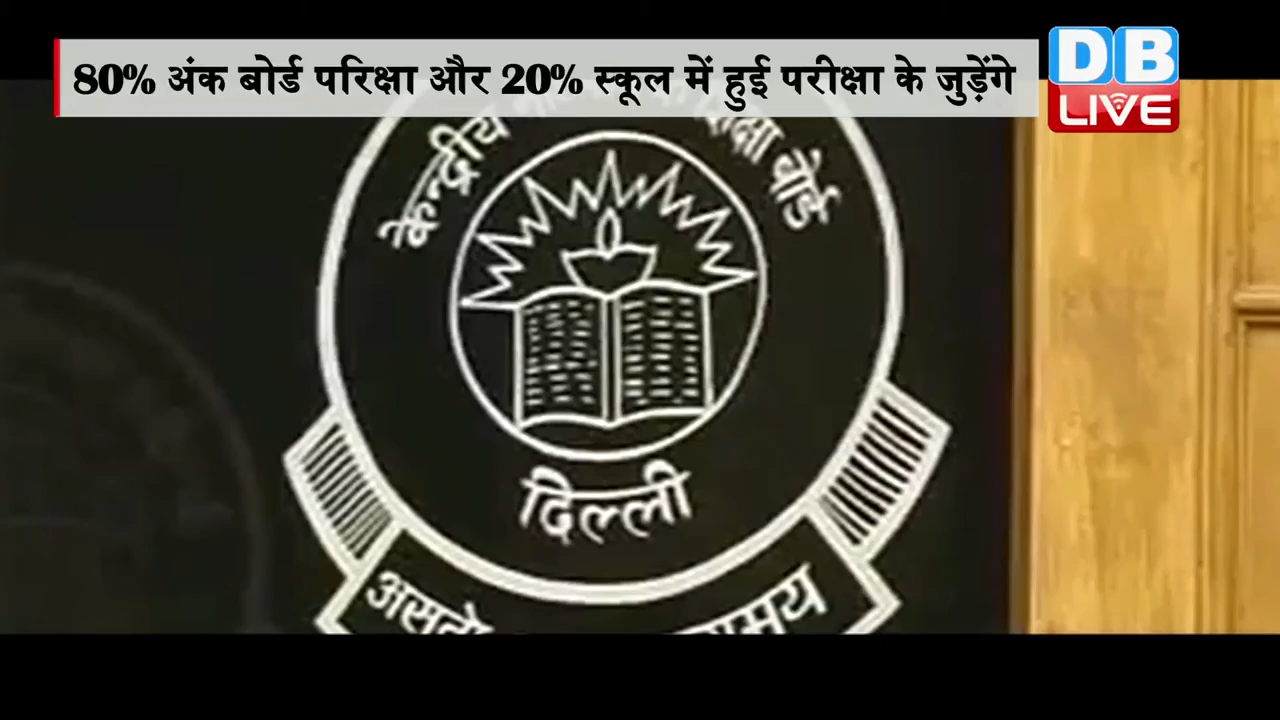 80% अंक बोर्ड परिक्षा और 20% स्कूल में हुई परीक्षा के जुड़ेंगे
DB
LIVE
केन्द्रीय
बोर्ड
दिल्ली